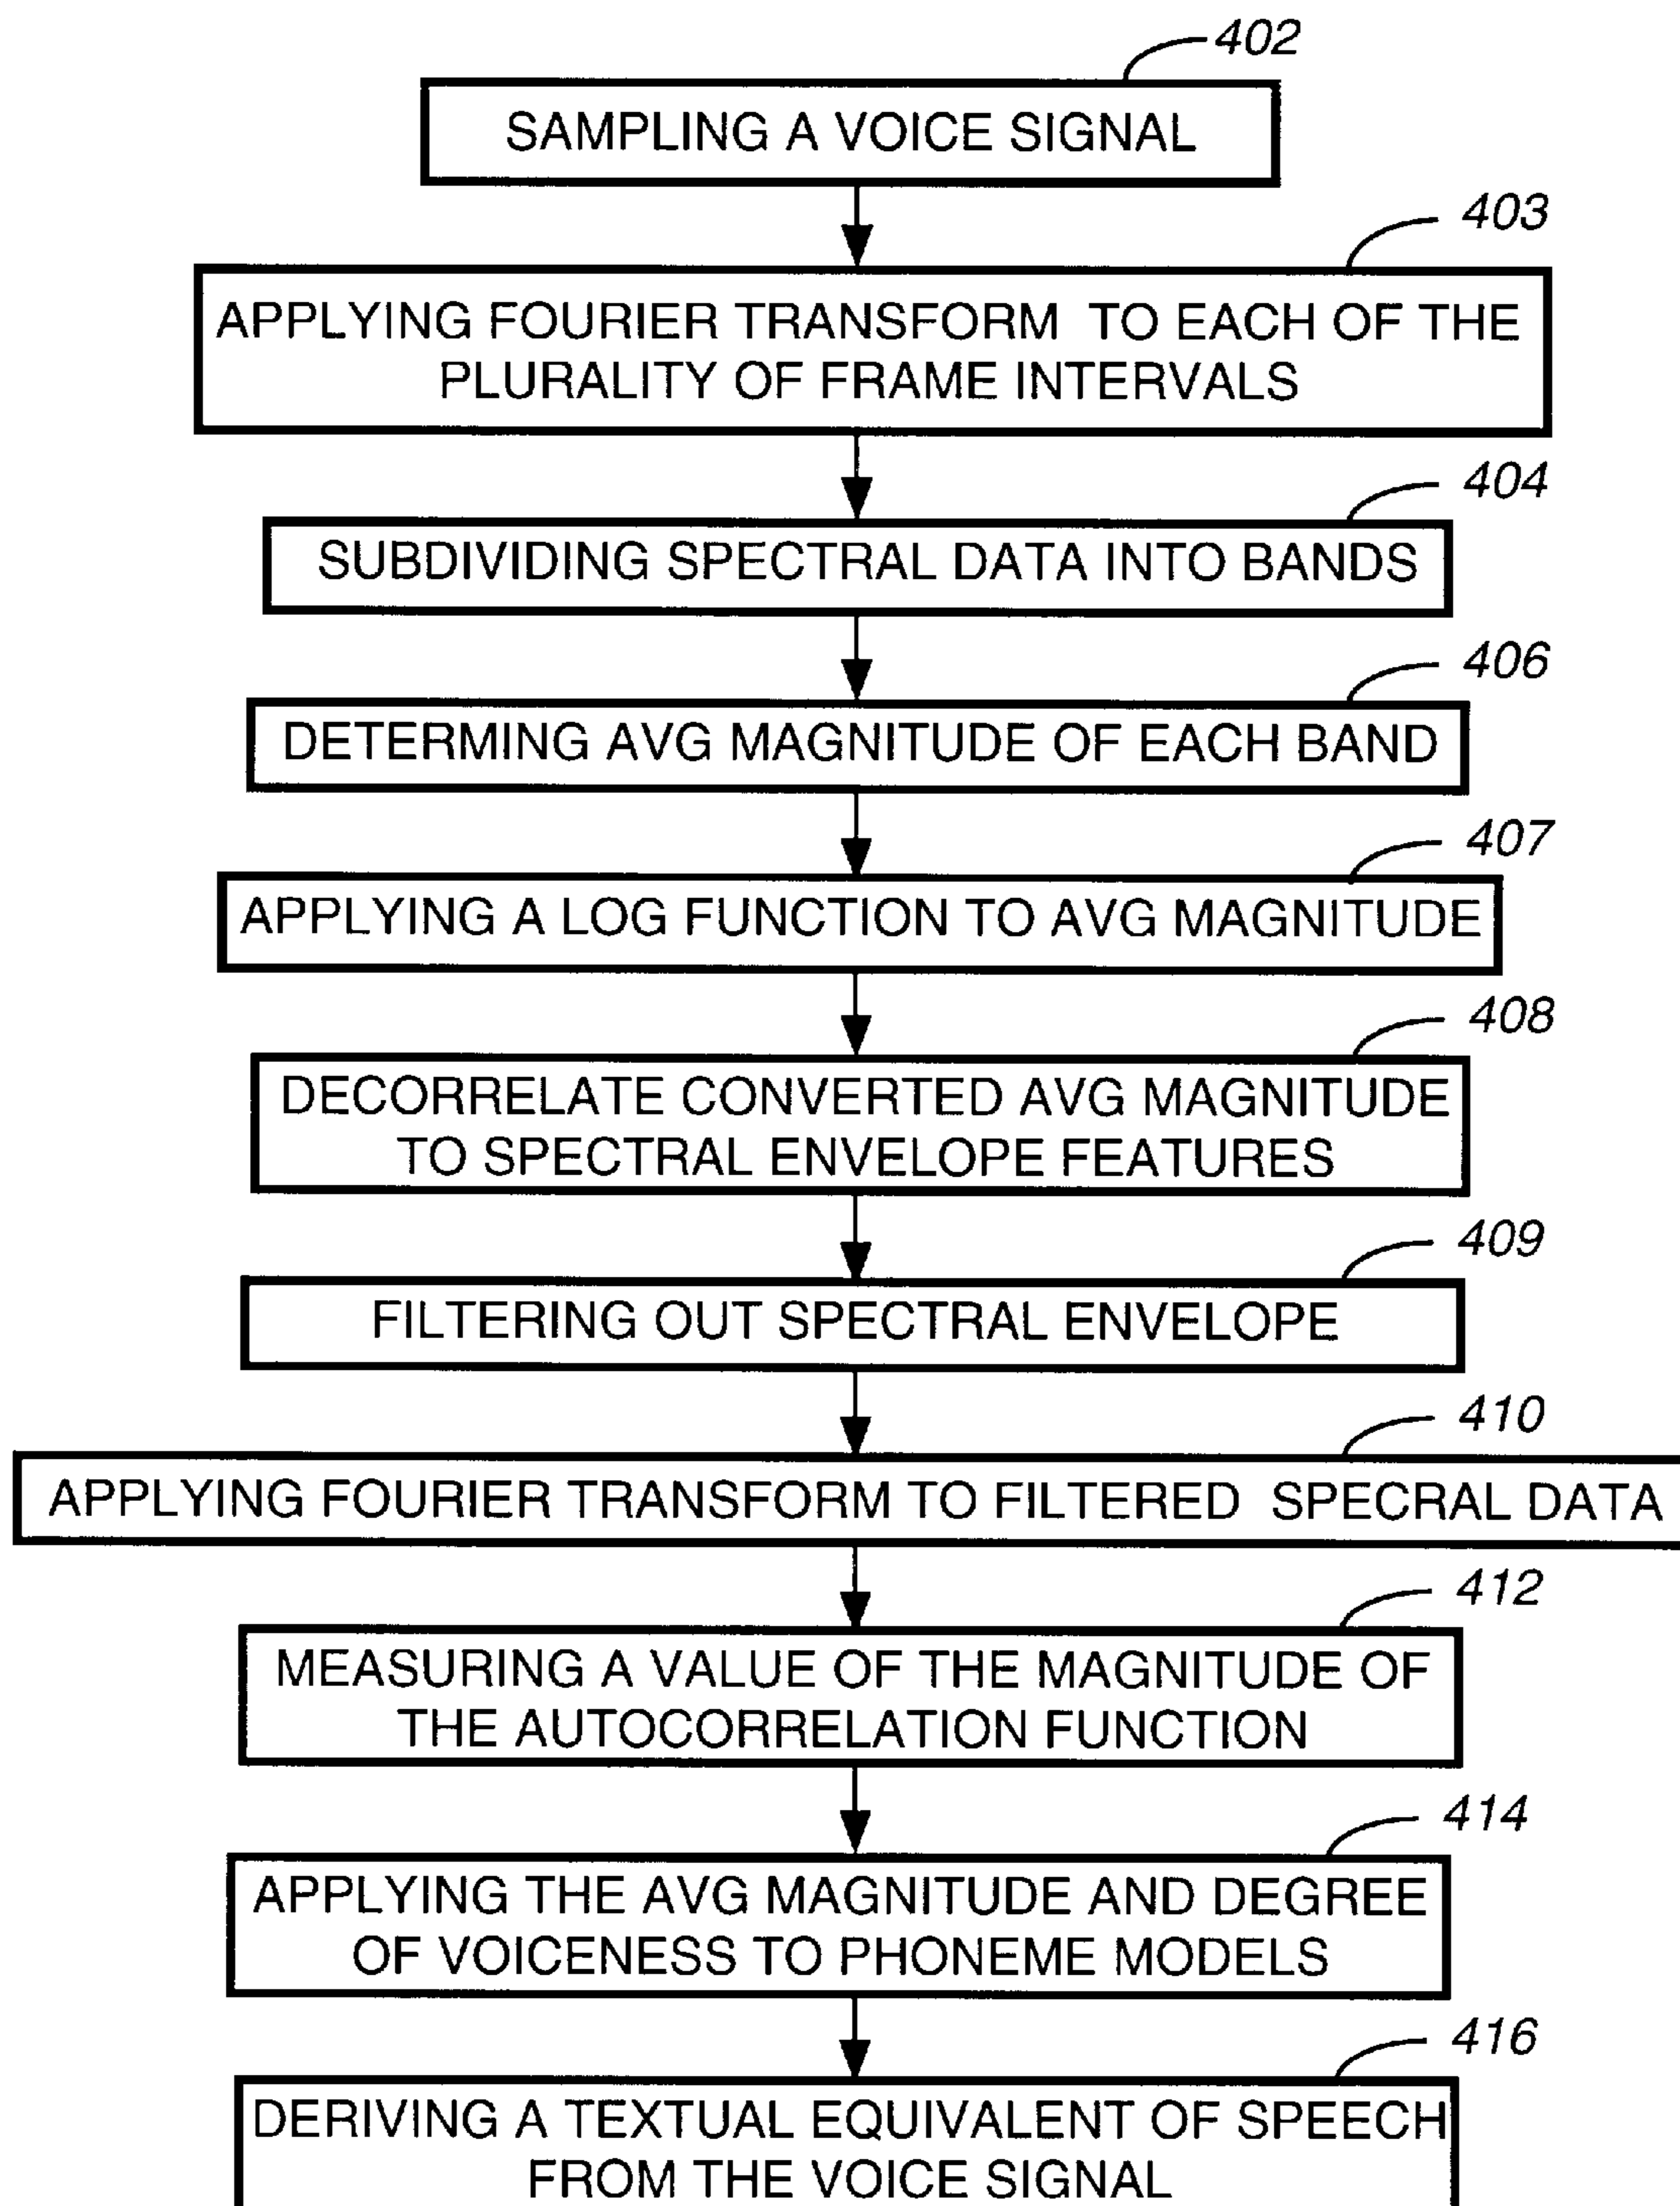 402
SAMPLING A VOICE SIGNAL
403
APPLYING FOURIER TRANSFORM TO EACH OF THE
PLURALITY OF FRAME INTERVALS
404
SUBDIVIDING SPECTRAL DATA INTO BANDS
406
DETERMING AVG MAGNITUDE OF EACH BAND
407
APPLYING A LOG FUNCTION TO AVG MAGNITUDE
408
DECORRELATE CONVERTED AVG MAGNITUDE
TO SPECTRAL ENVELOPE FEATURES
409
FILTERING OUT SPECTRAL ENVELOPE
410
APPLYING FOURIER TRANSFORM TO FILTERED SPECRAL DATA
412
MEASURING A VALUE OF THE MAGNITUDE OF
THE AUTOCORRELATION FUNCTION
414
APPLYING THE AVG MAGNITUDE AND DEGREE
OF VOICENESS TO PHONEME MODELS
416
DERIVING A TEXTUAL EQUIVALENT OF SPEECH
FROM THE VOICE SIGNAL